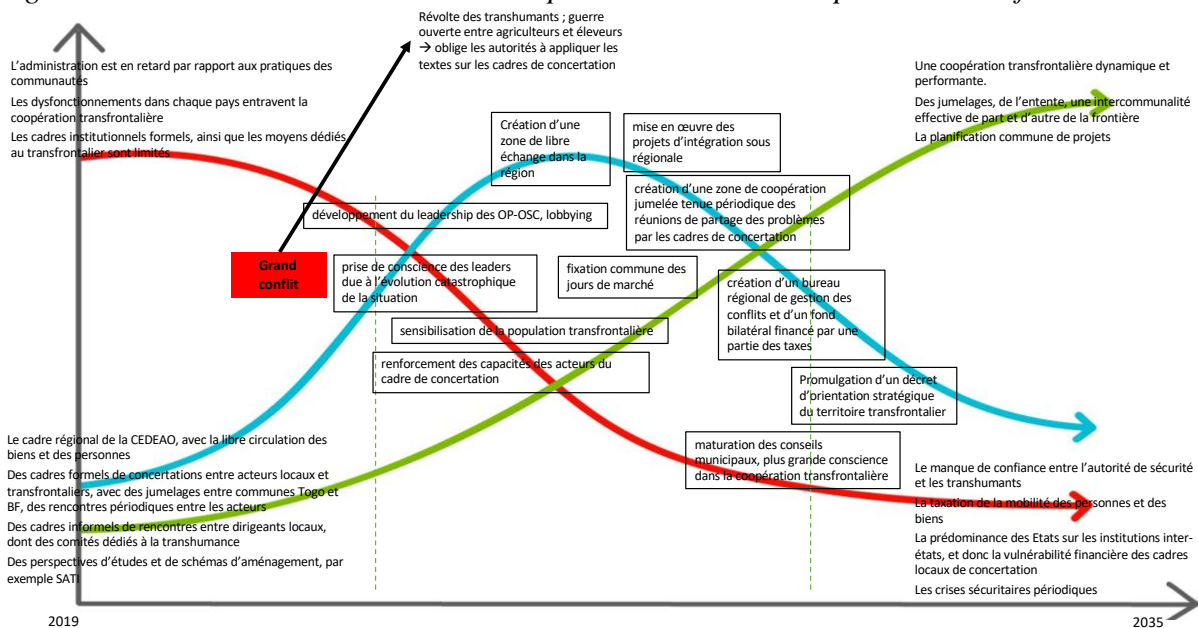 Révolte des transhumants ; guerre
ouverte entre agriculteurs et éleveurs
→ oblige les autorités à appliquer les
textes sur les cadres de concertation
L'administration est en retard par rapport aux pratiques des
communautés
Les dysfonctionnements dans chaque pays entravent la
coopération transfrontalière
Les cadres institutionnels formels, ainsi que les moyens dédiés
au transfrontalier sont limités
Une coopération transfrontalière dynamique et
performante.
Des jumelages, de l'entente, une intercommunalité
effective de part et d'autre de la frontière
La planification commune de projets
Création d'une
zone de libre
échange dans la
région
mise en œuvre des
projets d'intégration sous
régionale
création d'une zone de coopération
jumelée tenue périodique des
réunions de partage des problèmes
par les cadres de concertation
développement du leadership des OP-OSC, lobbying
Grand
conflit
prise de conscience des leaders
due à l'évolution catastrophique
de la situation
fixation commune des
jours de marché
création d'un bureau
régional de gestion des
conflits et d'un fond
bilatéral financé par une
partie des taxes
sensibilisation de la population transfrontalière
renforcement des capacités des acteurs du
cadre de concertation
Promulgation d'un décret
d'orientation stratégique
du territoire transfrontalier
maturation des conseils
municipaux, plus grande conscience
dans la coopération transfrontalière
Le cadre régional de la CEDEAO, avec la libre circulation des
biens et des personnes
Des cadres formels de concertations entre acteurs locaux et
transfrontaliers, avec des jumelages entre communes Togo et
BF, des rencontres périodiques entre les acteurs
Des cadres informels de rencontres entre dirigeants locaux,
dont des comités dédiés à la transhumance
Des perspectives d'études et de schémas d'aménagement, par
exemple SATI
Le manque de confiance entre l'autorité de sécurité
et les transhumants
La taxation de la mobilité des personnes et des
biens
La prédominance des Etats sur les institutions inter-
états, et donc la vulnérabilité financière des cadres
locaux de concertation
Les crises sécuritaires périodiques
2019
2035